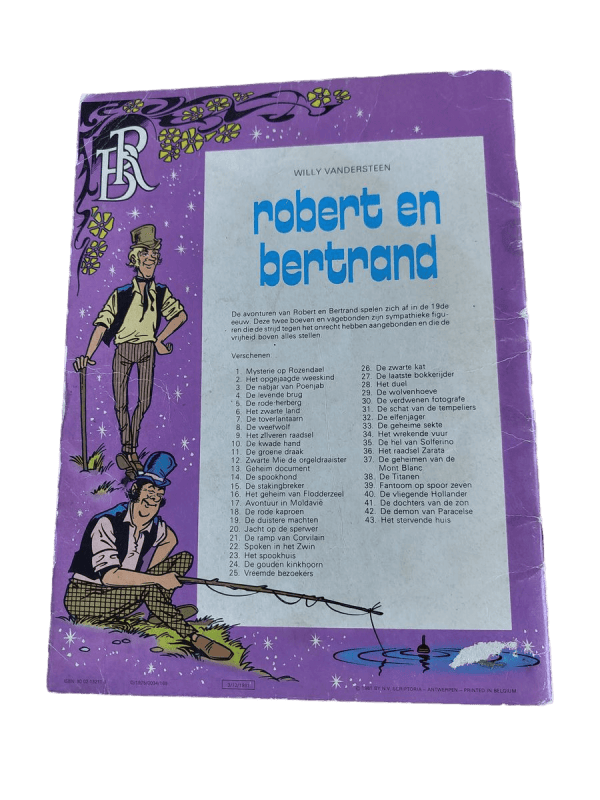 BR
WILLY VANDERSTEEN
robert en
bertrand
De avonturen van Robert en Bertrand spelen zich af in de 19de
eeuw. Deze twee boeven en vagebonden zijn sympathieke figu-
ren die de strijd tegen het onrecht hebben aangebonden en die de
vrijheid boven alles stellen.
Verschenen
1. Mysterie op Rozendael
2. Het opgejaagde weeskind
3. De nabjar van Poenjab
4. De levende brug
5. De rode herberg
6. Het zwarte land
7. De toverlantaarn
8. De weefwolf
9. Het zilveren raadsel
10. De kwade hand
11. De groene draak
12. Zwarte Mie de orgeldraaister
13. Geheim document
14. De spookhond
15. De stakingbreker
16. Het geheim van Flodderzeel
17. Avontuur in Moldavië
18. De rode kaproen
19. De duistere machten
20. Jacht op de sperwer
21. De ramp van Corvilain
22. Spoken in het Zwin
23. Het spookhuis
24. De gouden kinkhoorn
25. Vreemde bezoekers
26. De zwarte kat
27. De laatste bokkerijder
28. Het duel
29. De wolvenhoeve
30. De verdwenen fotografe
31. De schat van de tempeliers
32. De elfenjager
33. De geheime sekte
34. Het wrekende vuur
35. De hel van Solferino
36. Het raadsel Zarata
37. De geheimen van de
Mont Blanc
38. De Titanen
39. Fantoom op spoor zeven
40. De vliegende Hollander
41. De dochters van de zon
42. De demon van Paracelse
43. Het stervende huis
ANTWERPEN – PRINTED IN BELGIUM